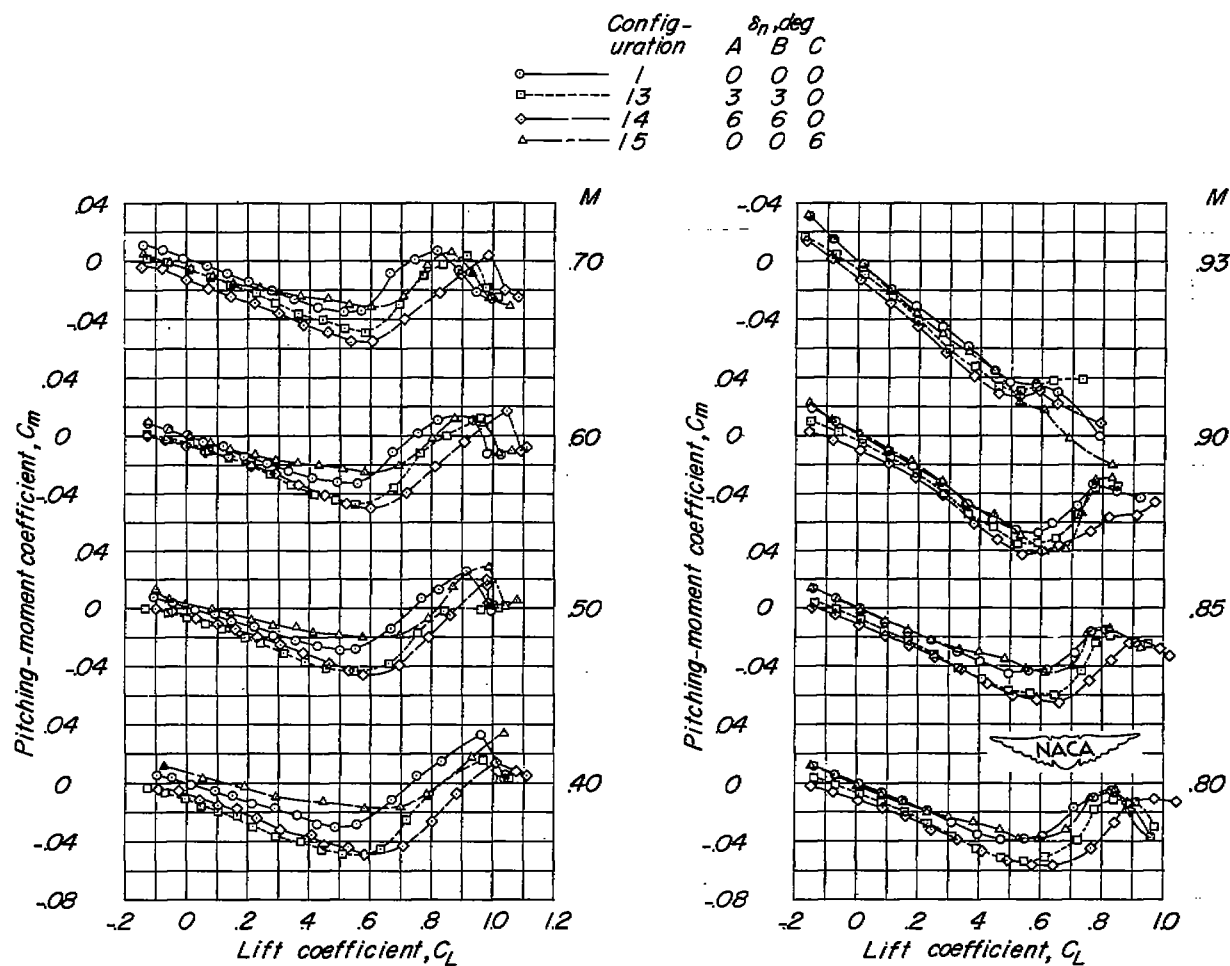 Config- δn, deg
uration A B C
1 0 0 0
13 3 3 0
14 6 6 0
15 0 0 6
.04 M
0 .70
-.04
.04
0 .60
-.04
.04
0 .50
-.04
.04
0 .40
-.04
-.08
-.2 0 .2 .4 .6 .8 1.0 1.2
Lift coefficient, CL
Pitching-moment coefficient, Cm
-.04 M
0 .93
.04
0 .90
.04
0 .85
.04
0 .80
-.04
-.08
-.2 0 .2 .4 .6 .8 1.0
Lift coefficient, CL
Pitching-moment coefficient, Cm
NACA